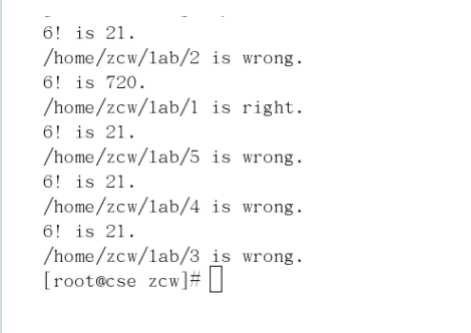 6! is 21.
/home/zcw/lab/2 is wrong.
6! is 720.
/home/zcw/lab/1 is right.
6! is 21.
/home/zcw/lab/5 is wrong.
6! is 21.
/home/zcw/lab/4 is wrong.
6! is 21.
/home/zcw/lab/3 is wrong.
[root@cse zcw]#